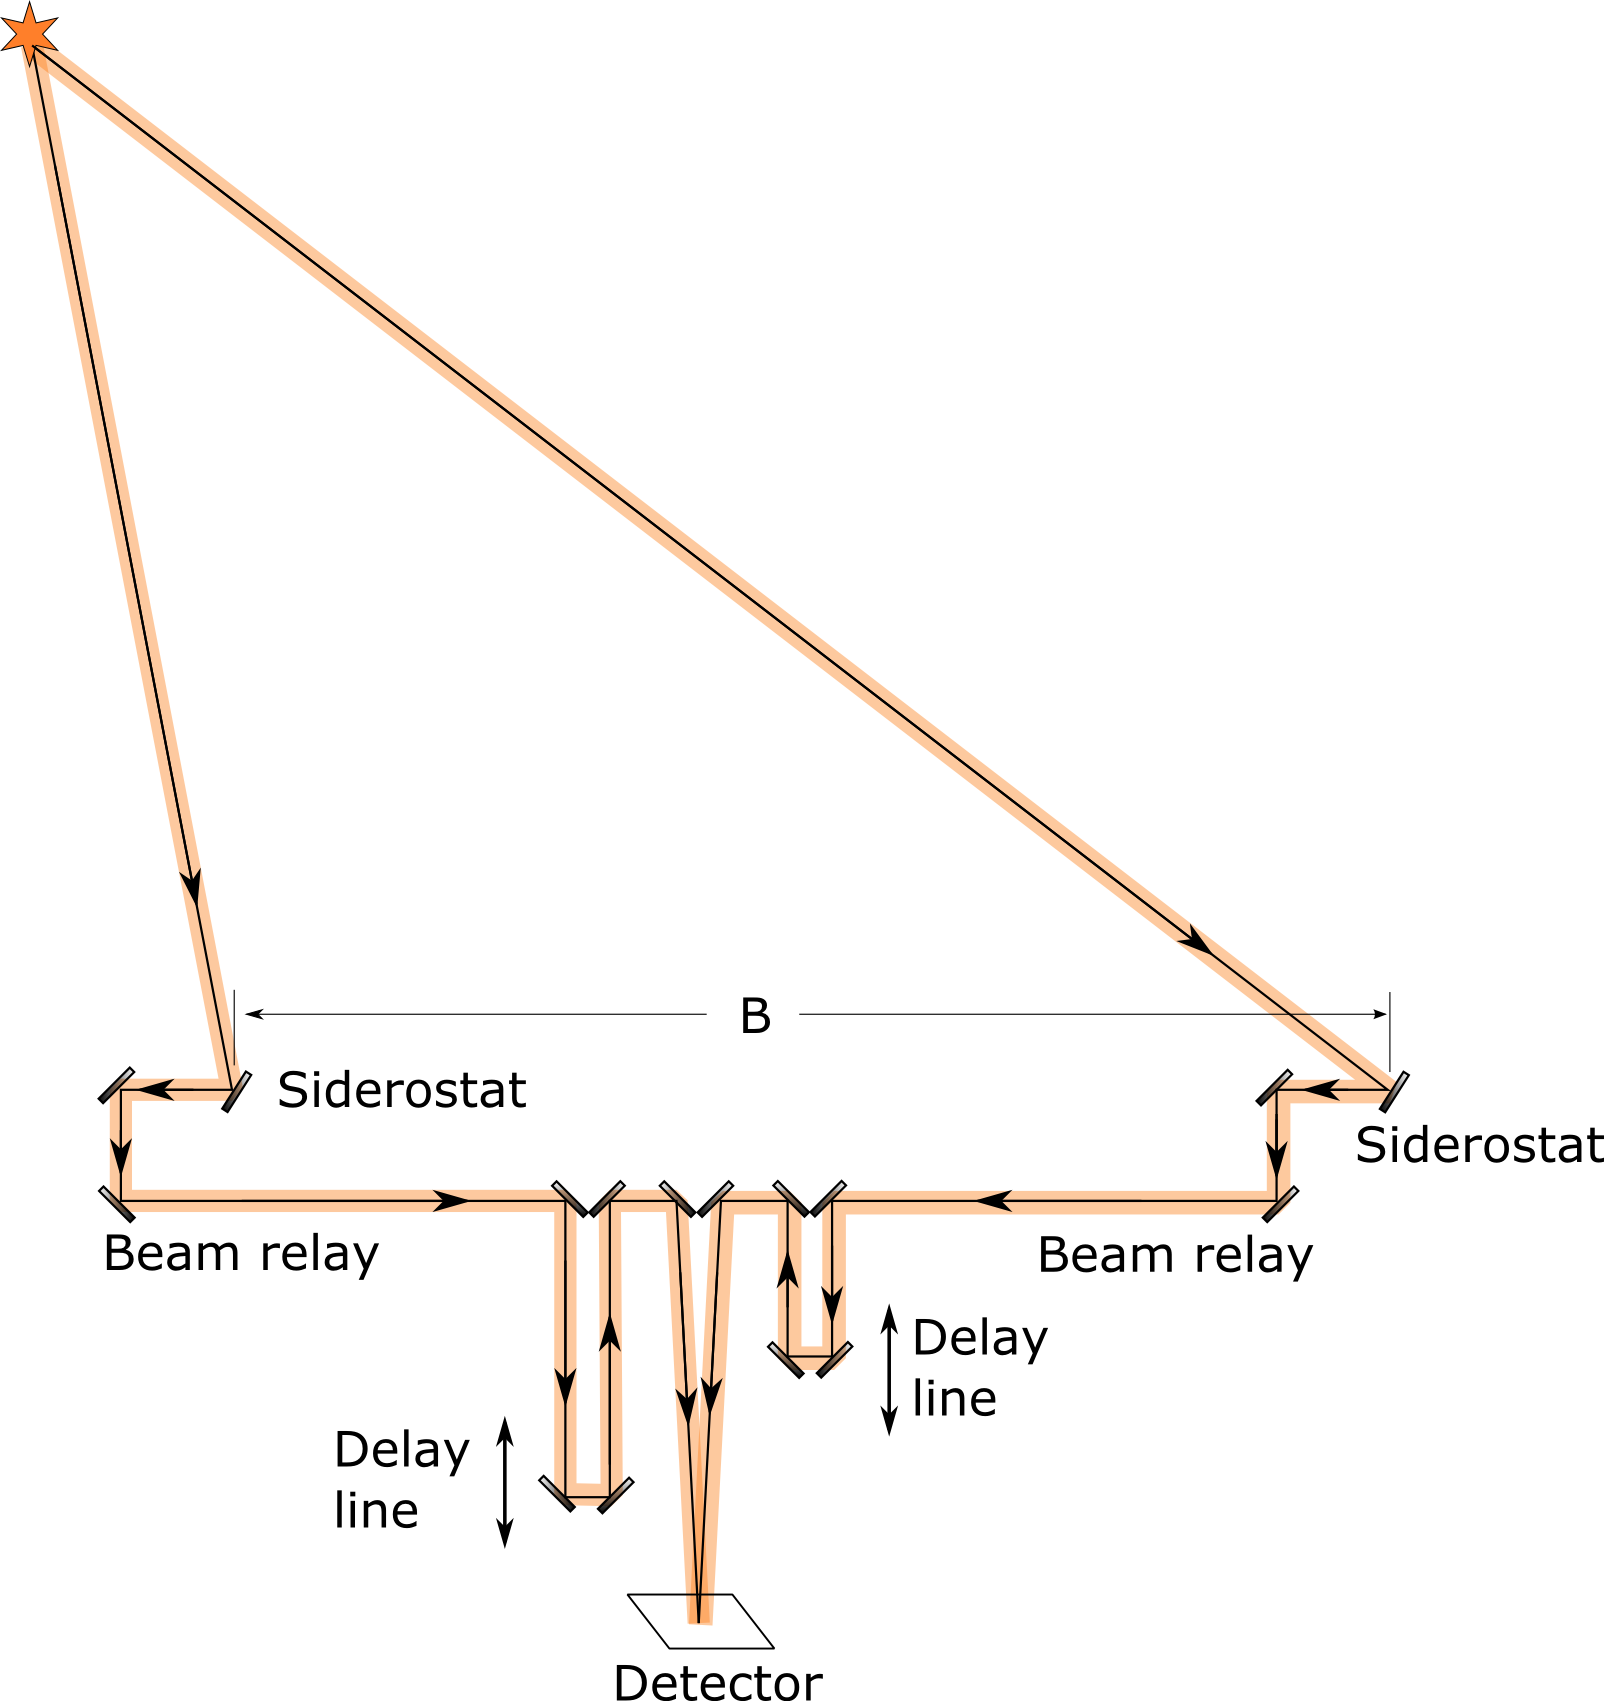 B
Siderostat
Siderostat
Beam relay
Beam relay
Delay
line
Delay
line
Detector